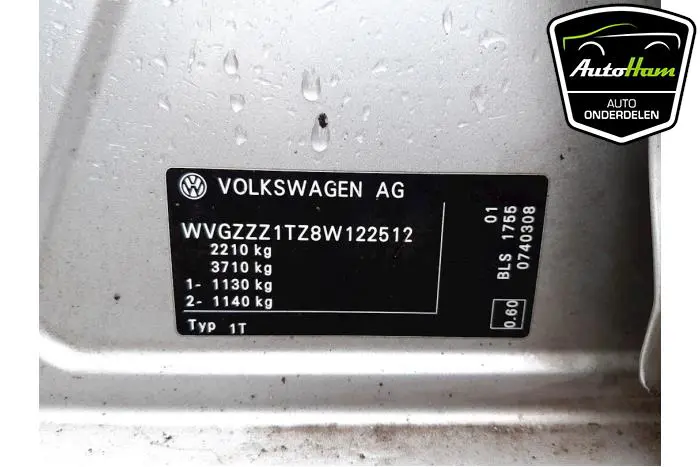 AutoHam
AUTO
ONDERDELEN
VOLKSWAGEN AG
WVGZZZ1TZ8W122512
2210 kg
3710 kg
1- 1130 kg
2- 1140 kg
Typ 1T
01
BLS 1755
0740308
0.60